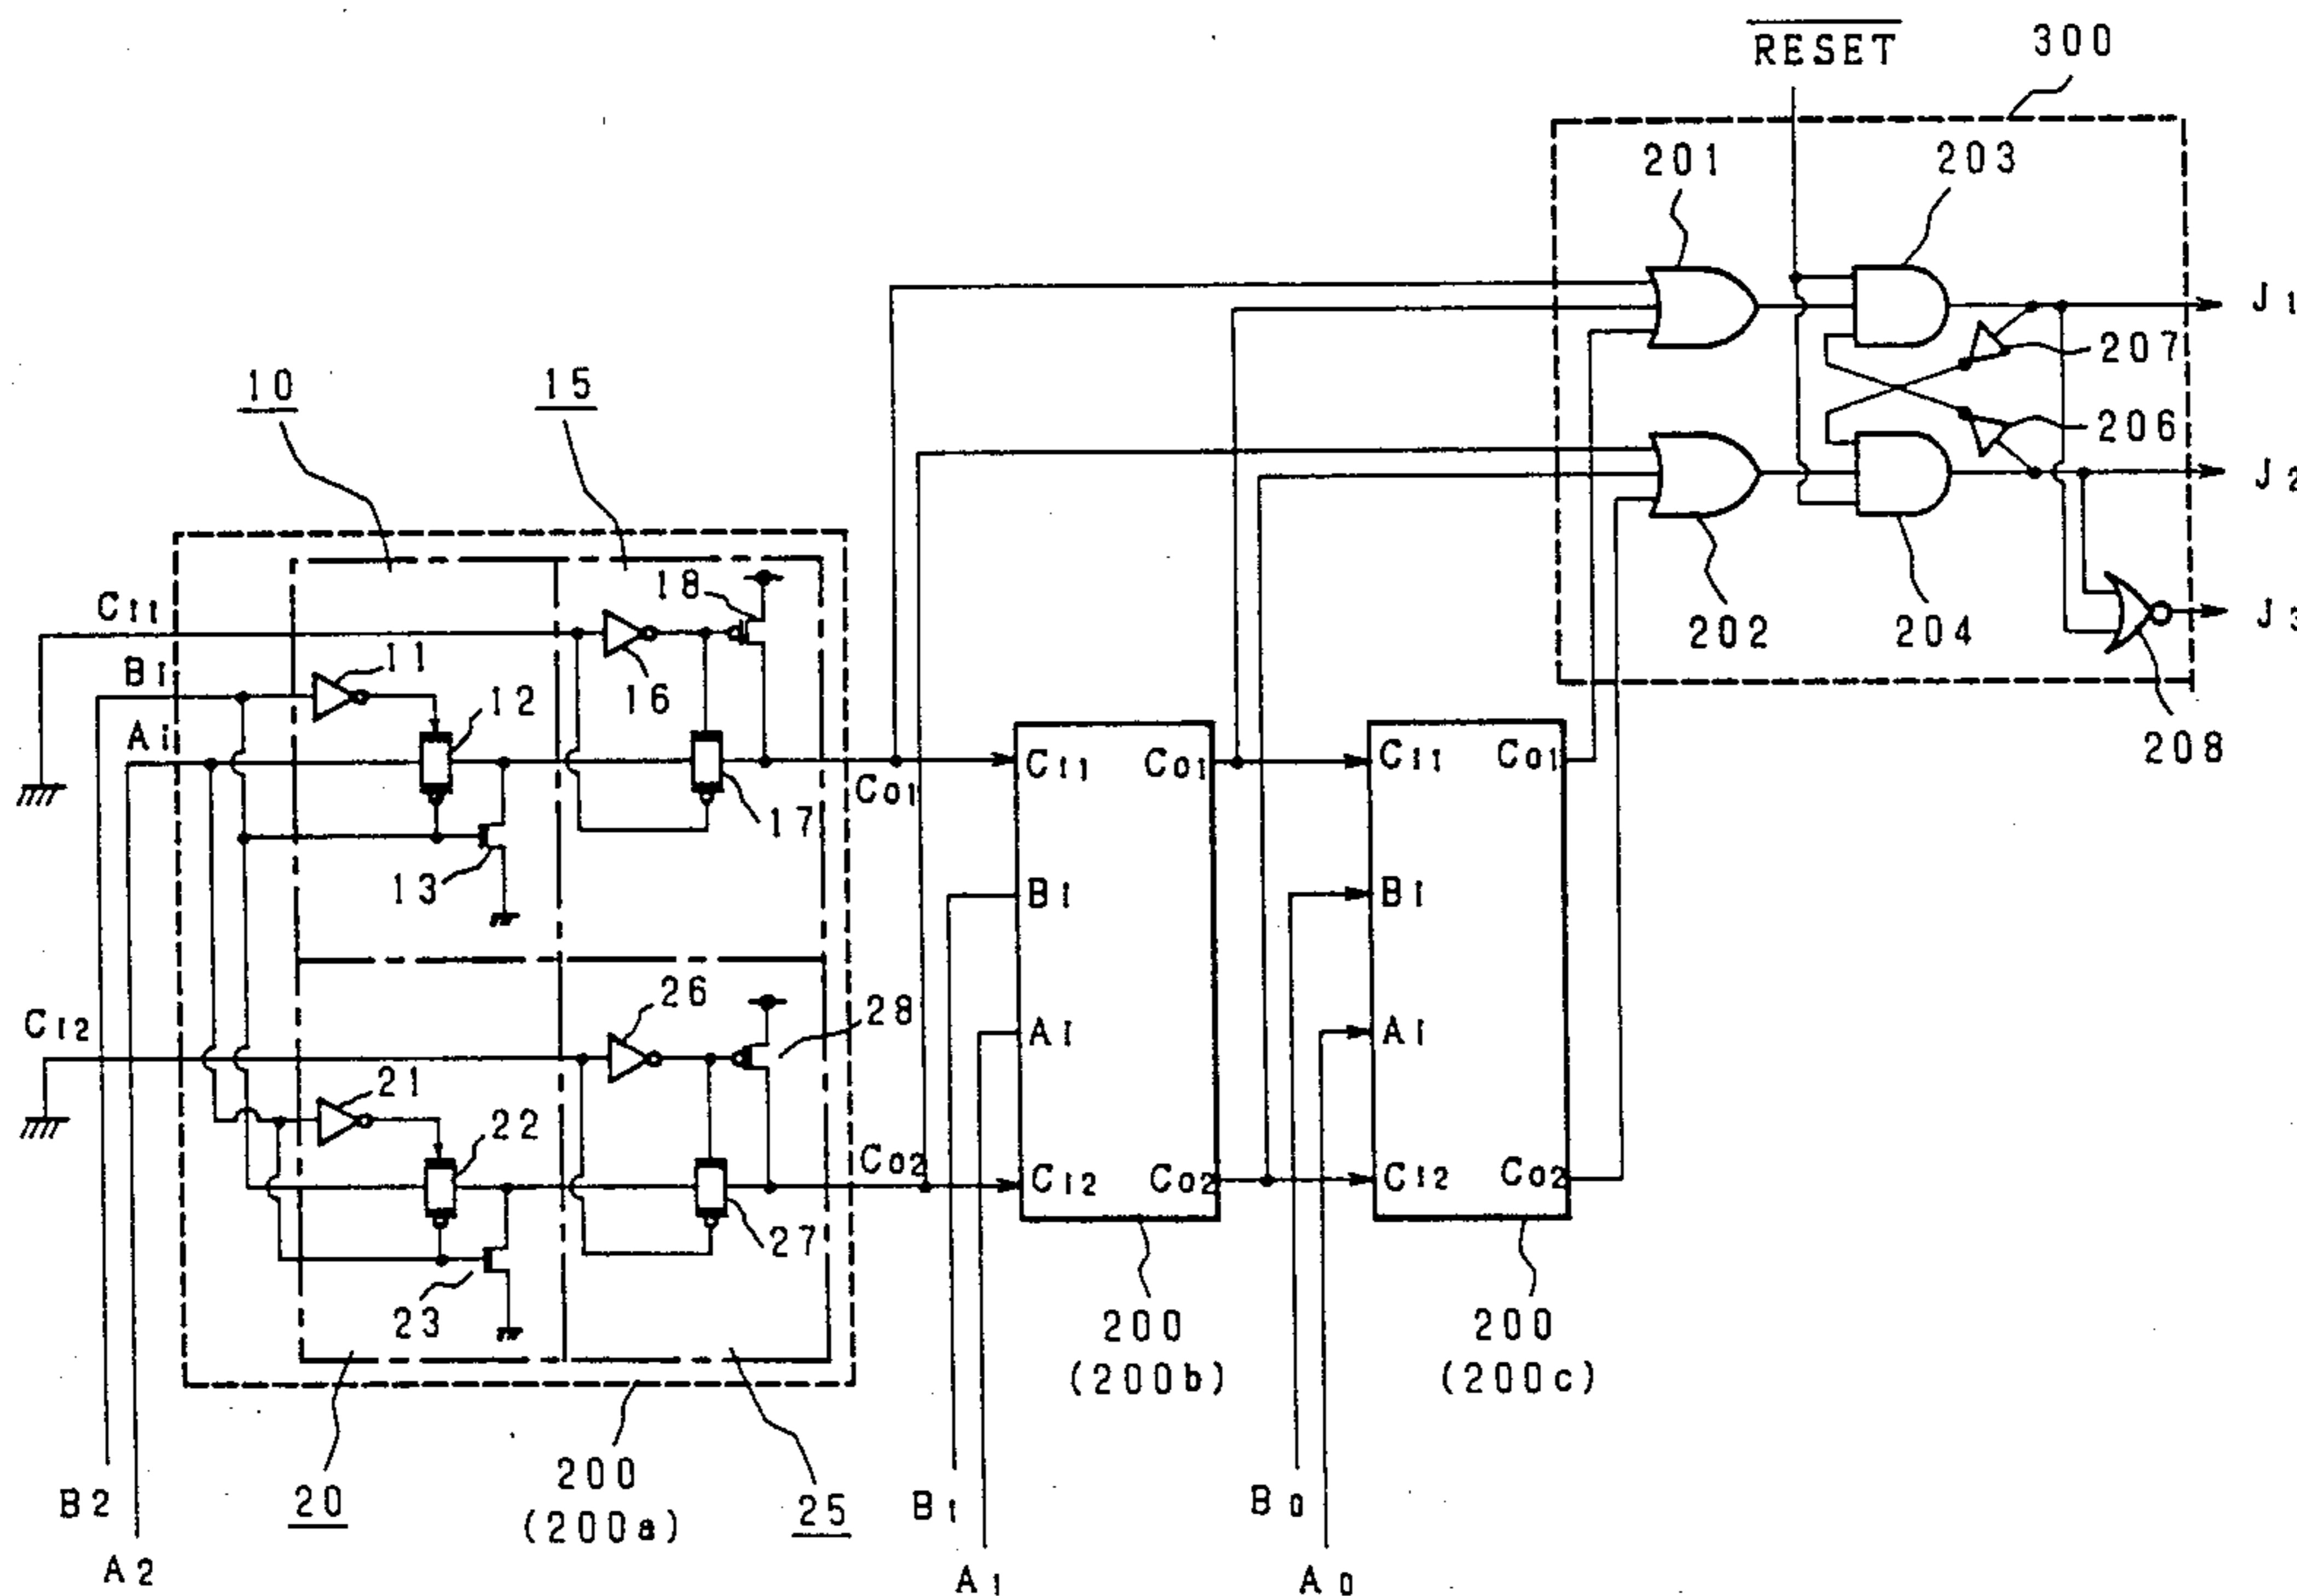 RESET
300
201
203
J1
207
206
J2
10
15
18
202
204
J3
CI1
11
16
BI
12
Ai
208
CI1
CO1
CI1
CO1
CO1
17
13
BI
BI
26
28
CI2
AI
AI
21
22
CO2
CI2
CO2
CI2
CO2
27
23
200
(200b)
200
(200c)
B2
20
200
(200a)
25
B1
B0
A2
A1
A0